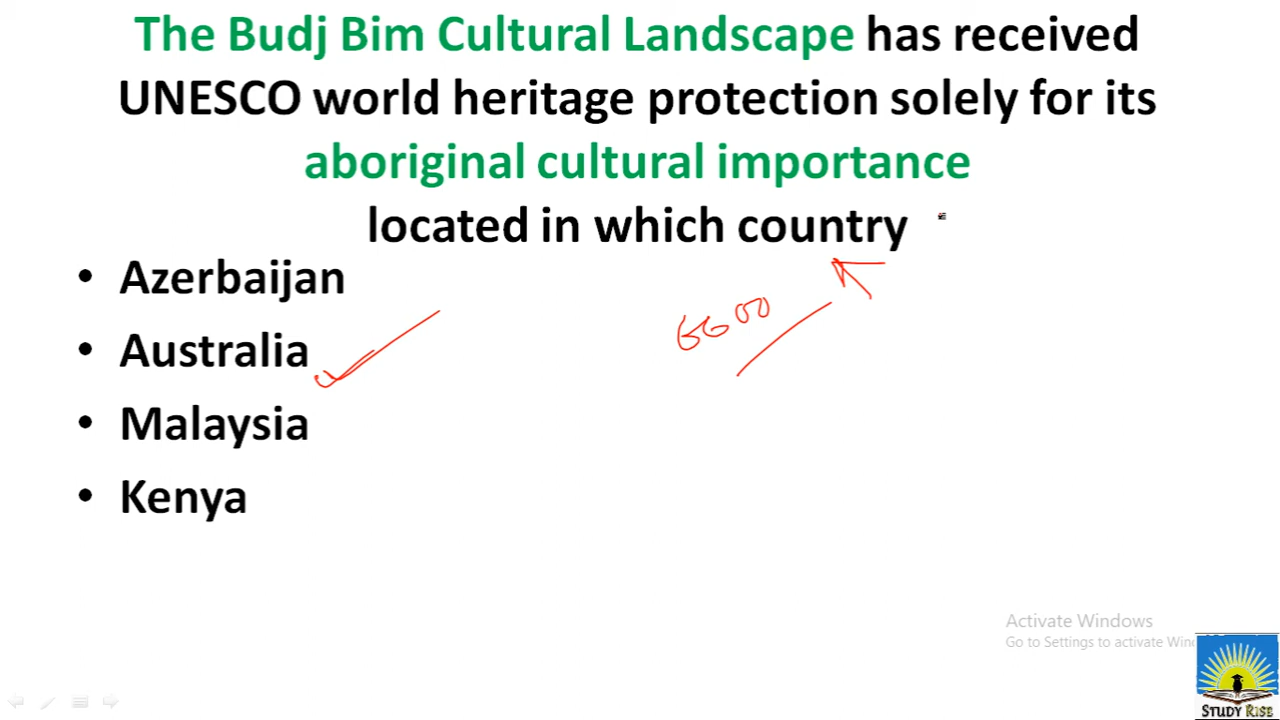 The Budj Bim Cultural Landscape has received
UNESCO world heritage protection solely for its
aboriginal cultural importance
located in which country
• Azerbaijan
• Australia
6600
• Malaysia
• Kenya
Activate Windows
Go to Settings to activate
STUDY RISE